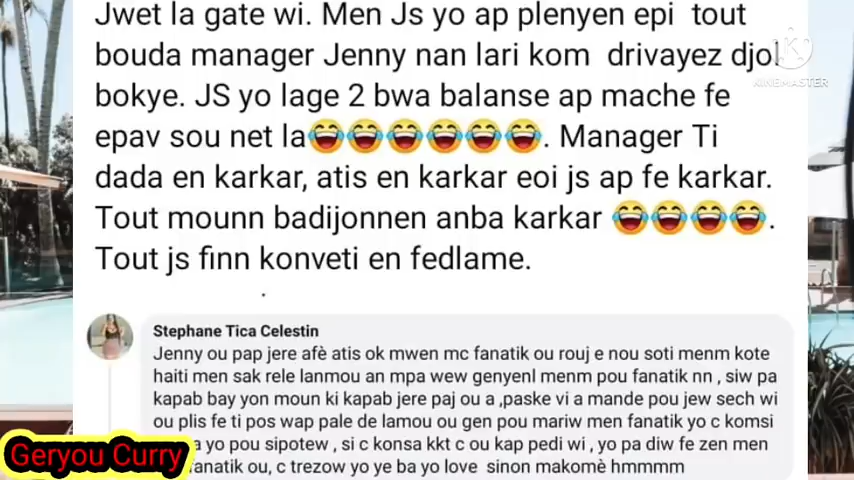 Jwet la gate wi. Men Js yo ap plenyen epi tout
bouda manager Jenny nan lari kom drivayez djol
bokye. JS yo lage 2 bwa balanse ap mache fe
epav sou net la😂😂😂😂😂😂. Manager Ti
dada en karkar, atis en karkar eoi js ap fe karkar.
Tout mounn badijonnen anba karkar 😂😂😂😂.
Tout js finn konveti en fedlame.
KINEMASTER
Stephane Tica Celestin
Jenny ou pap jere afè atis ok mwen mc fanatik ou rouj e nou soti menm kote
haiti men sak rele lanmou an mpa wew genyenl menm pou fanatik nn , siw pa
kapab bay yon moun ki kapab jere paj ou a ,paske vi a mande pou jew sech wi
ou plis fe ti pos wap pale de lamou ou gen pou mariw men fanatik yo c komsi
a yo pou sipotew , si c konsa kkt c ou kap pedi wi , yo pa diw fe zen men
fanatik ou, c trezow yo ye ba yo love sinon makomè hmmmm
Geryou Curry